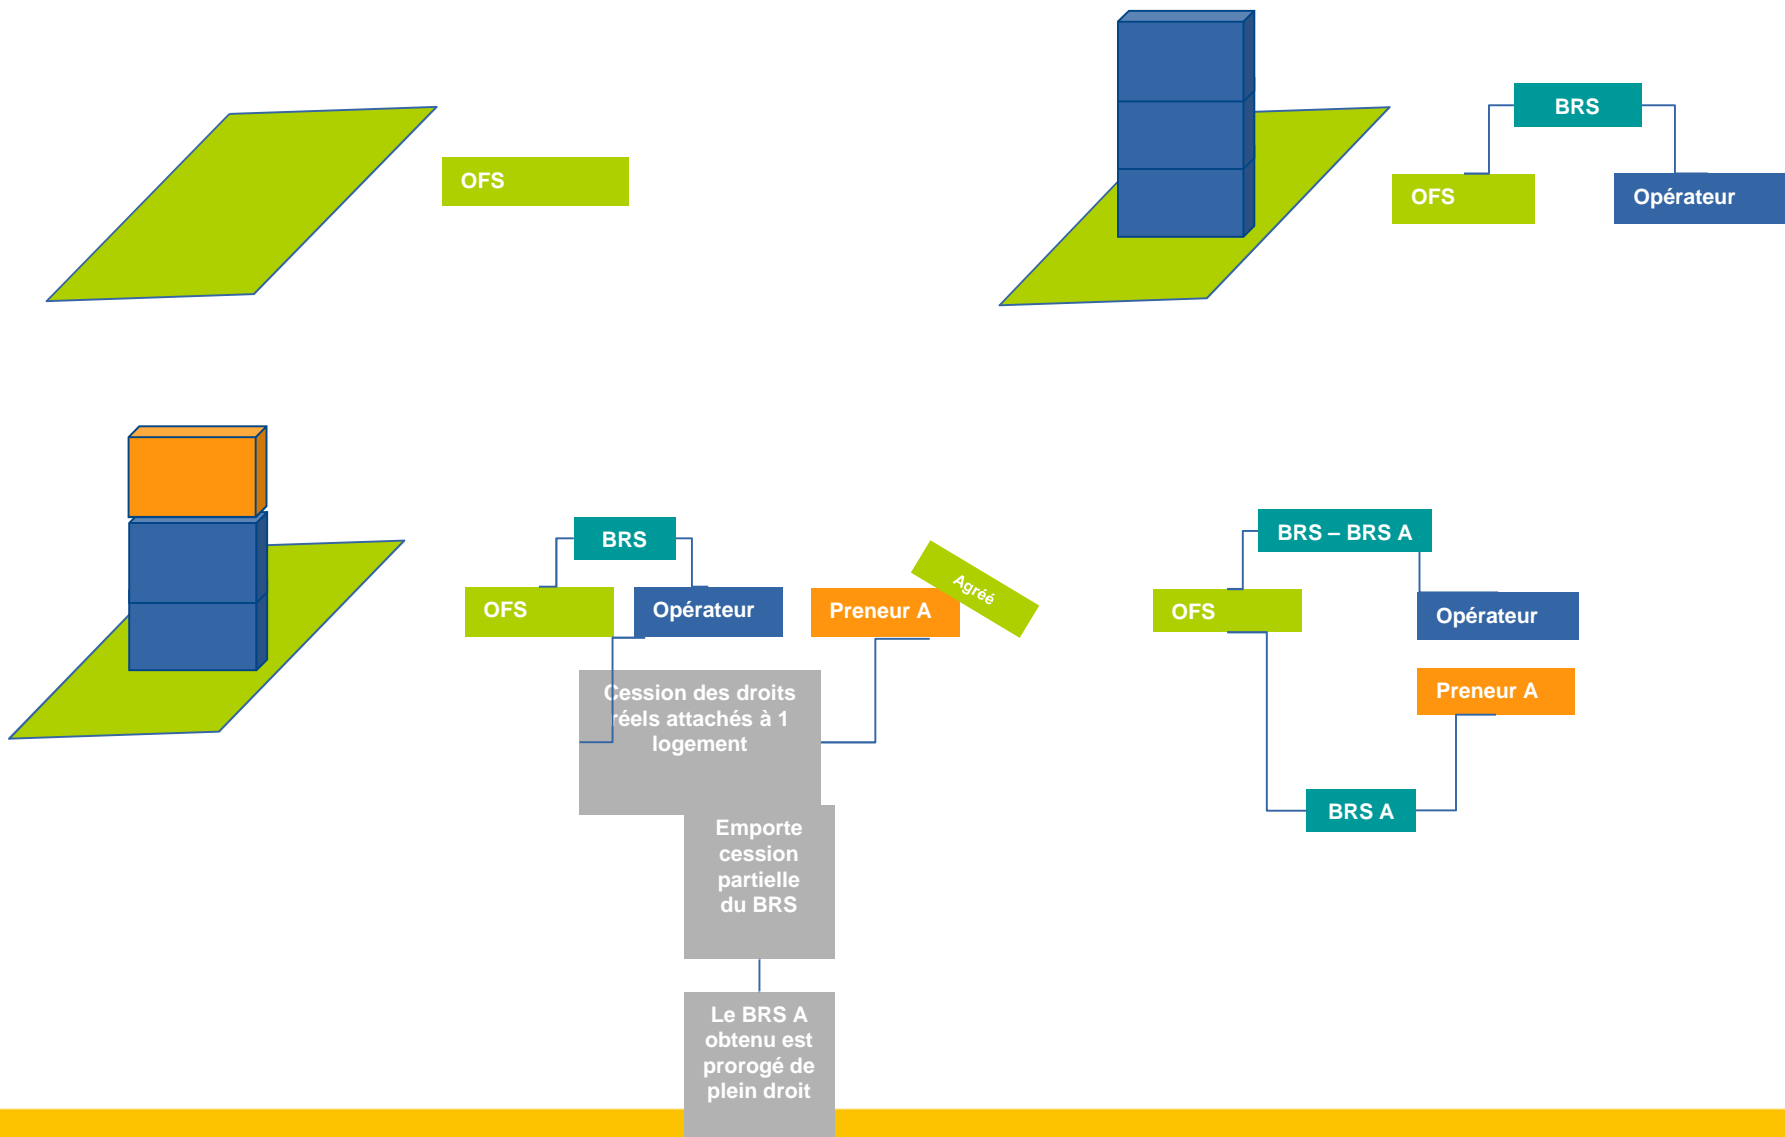 OFS
BRS
OFS
Opérateur
BRS
OFS
Opérateur
Preneur A
Agréé
Cession des droits
réels attachés à 1
logement
Emporte
cession
partielle
du BRS
Le BRS A
obtenu est
prorogé de
plein droit
BRS – BRS A
OFS
Opérateur
Preneur A
BRS A